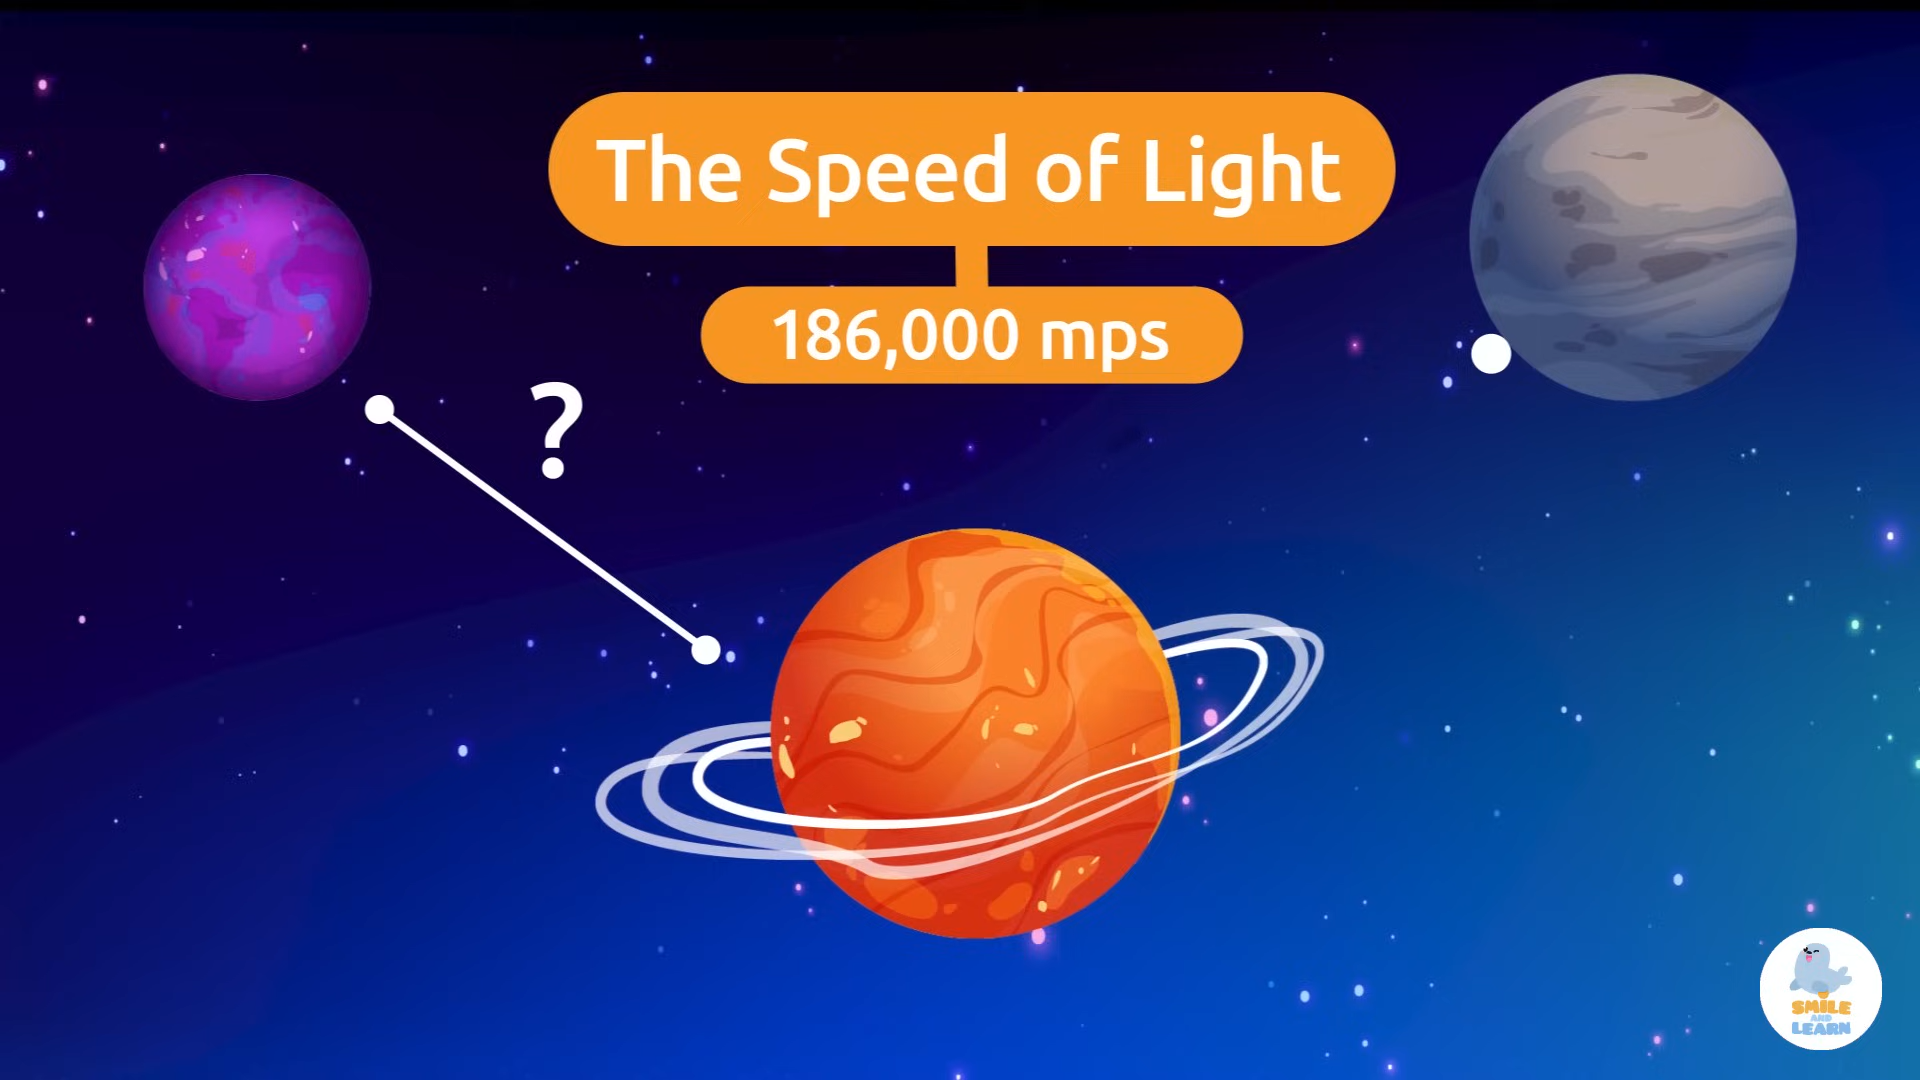 The Speed of Light
186,000 mps
?
SMILE
AND
LEARN